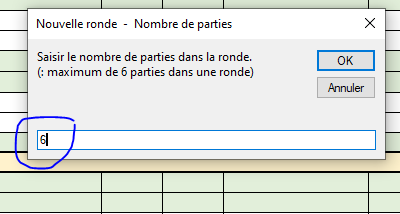 Nouvelle ronde - Nombre de parties
Saisir le nombre de parties dans la ronde.
(: maximum de 6 parties dans une ronde)
OK
Annuler
6